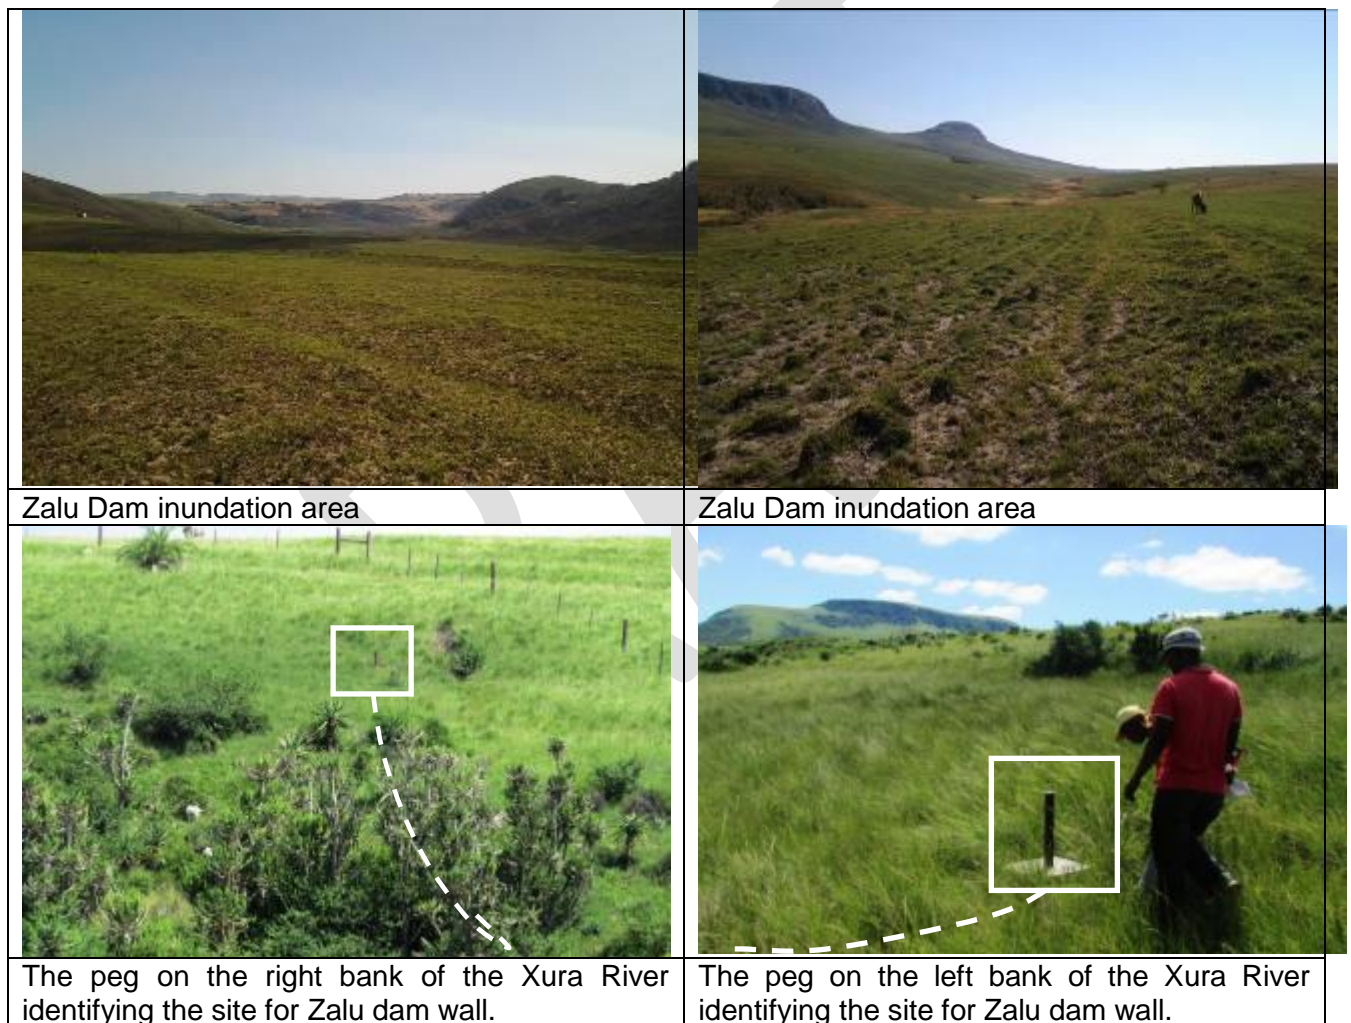 Zalu Dam inundation area
Zalu Dam inundation area
The peg on the right bank of the Xura River
identifying the site for Zalu dam wall.
The peg on the left bank of the Xura River
identifying the site for Zalu dam wall.